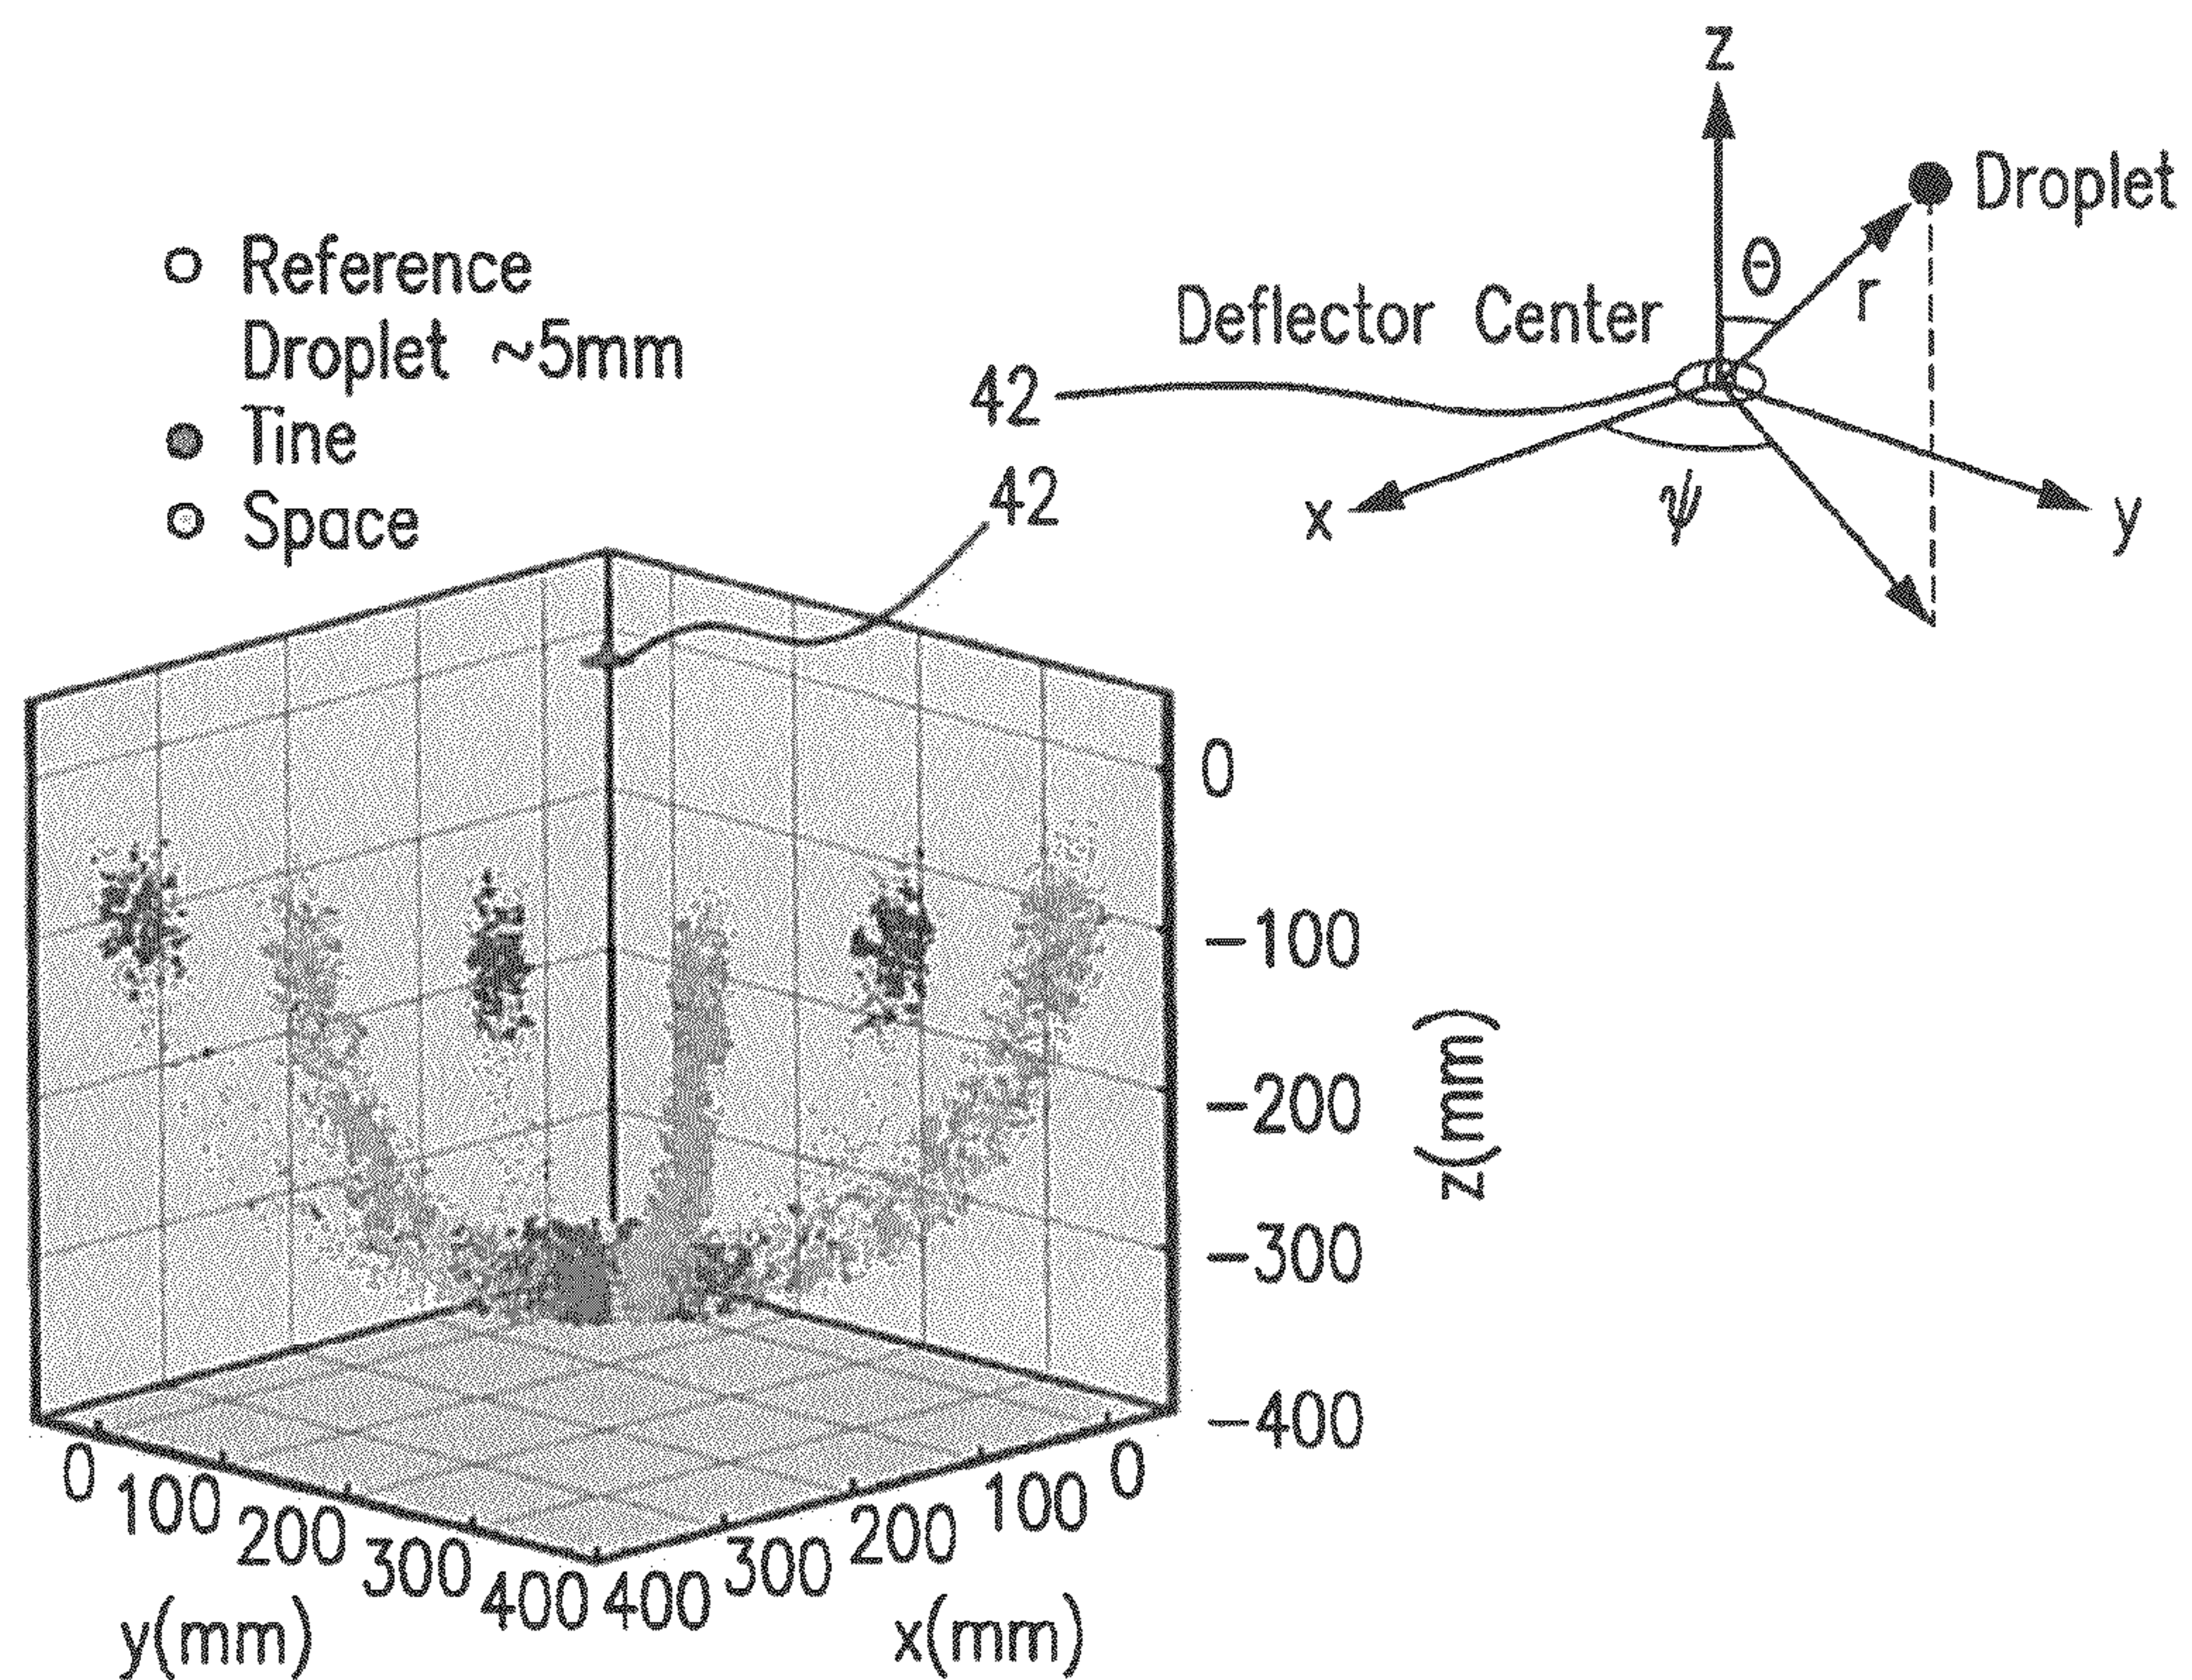 z
Droplet
θ
r
Deflector Center
Reference
Droplet ~5mm
Tine
Space
42
42
x
ψ
y
0
-100
-200
-300
-400
z(mm)
0 100 200 300 400
y(mm)
400 300 200 100 0
x(mm)